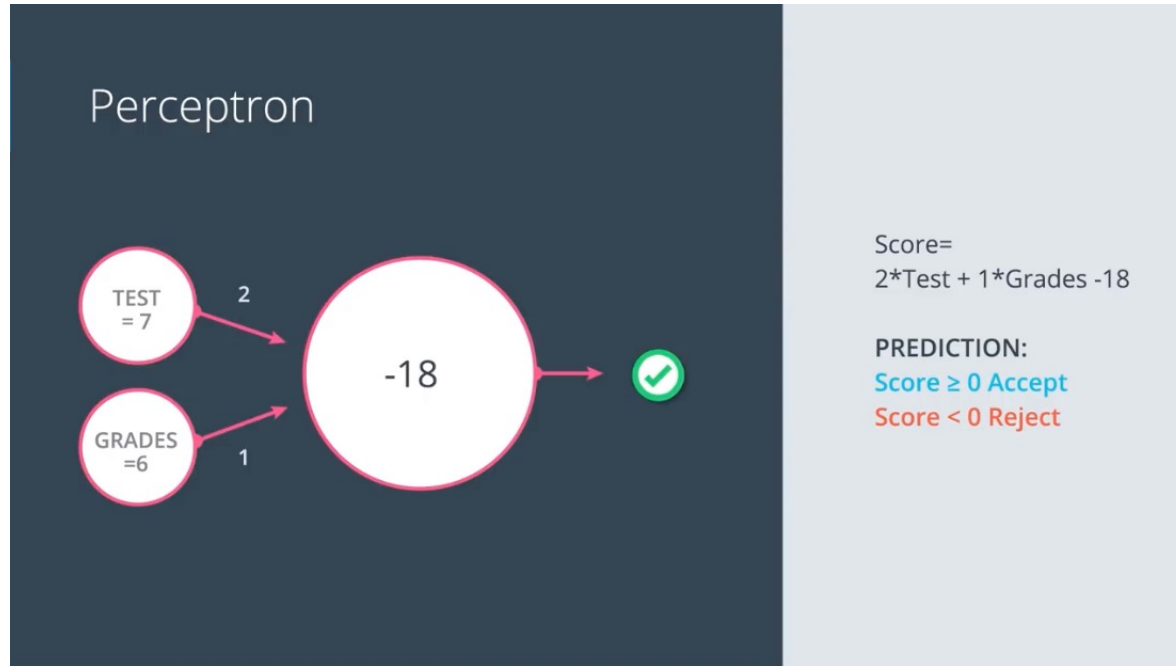 Perceptron
TEST
= 7
2
GRADES
=6
1
-18
Score=
2*Test + 1*Grades -18
PREDICTION:
Score ≥ 0 Accept
Score < 0 Reject